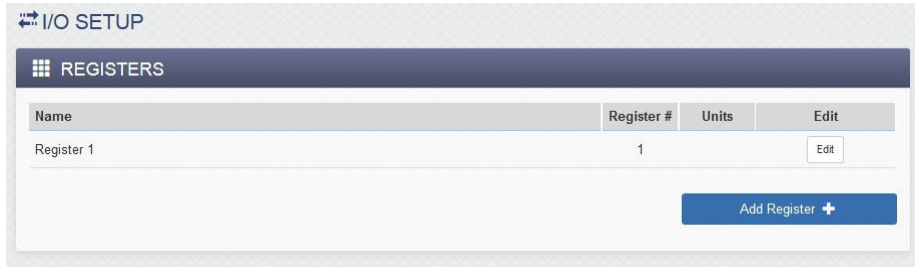 I/O SETUP
REGISTERS
Name Register # Units Edit
Register 1 1 Edit
Add Register